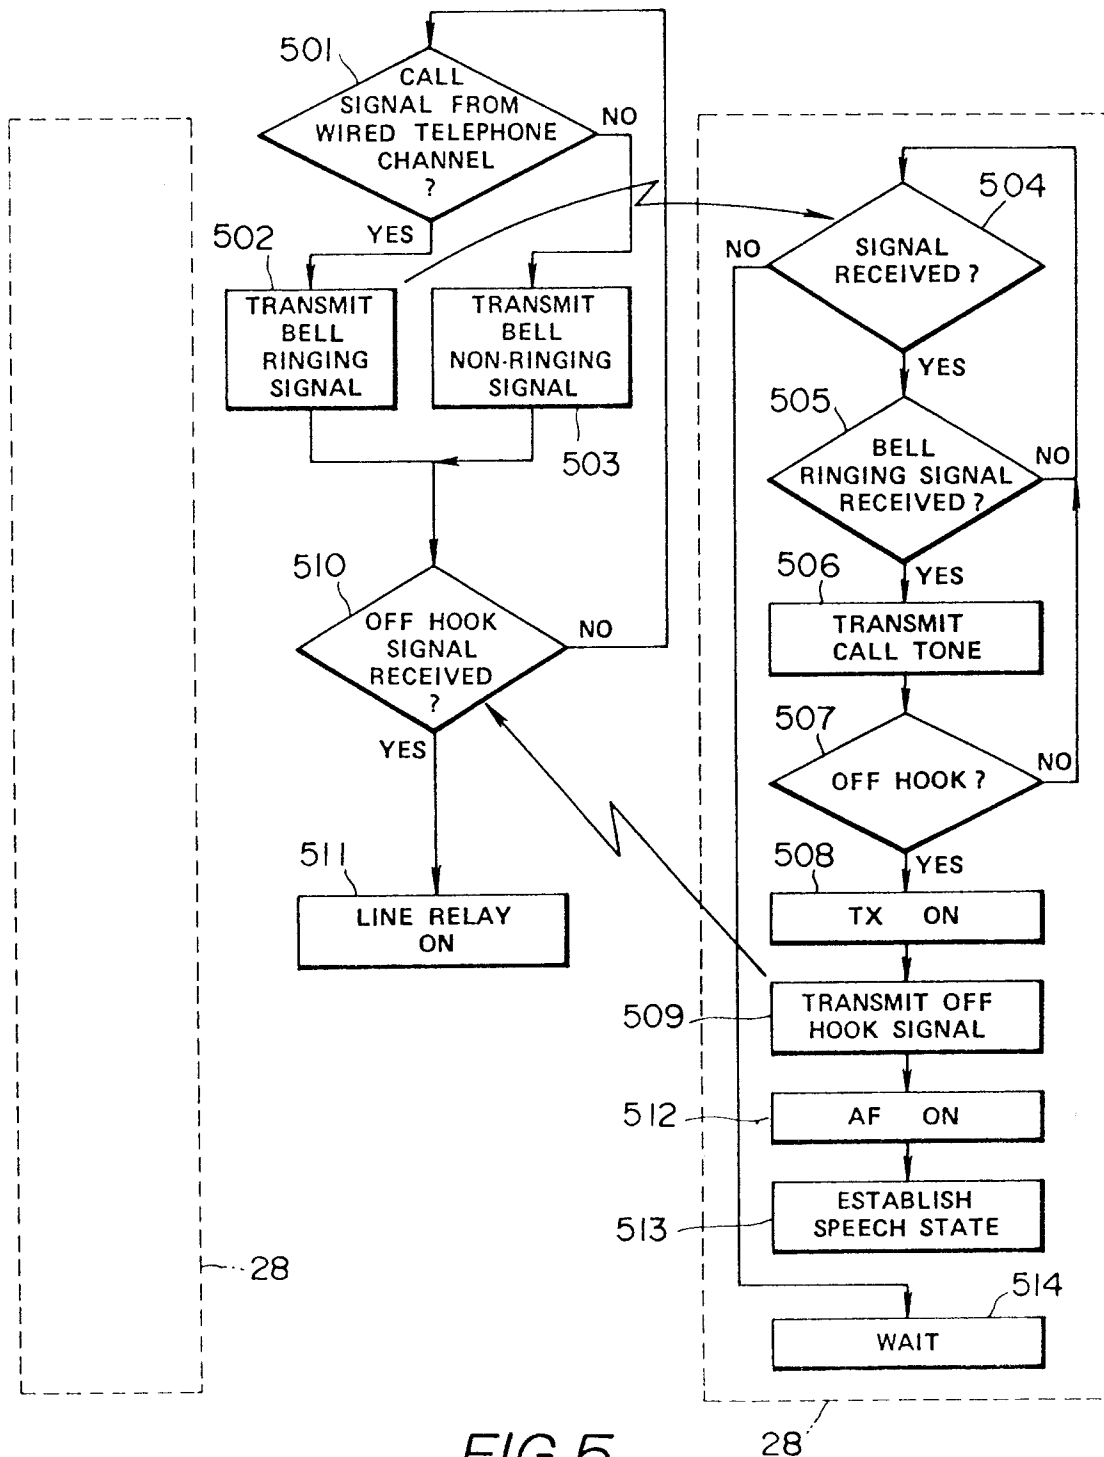 501
CALL
SIGNAL FROM
WIRED TELEPHONE
CHANNEL
?
NO
YES
502
TRANSMIT
BELL
RINGING
SIGNAL
TRANSMIT
BELL
NON-RINGING
SIGNAL
503
510
OFF HOOK
SIGNAL
RECEIVED
?
NO
YES
511
LINE RELAY
ON
28
504
SIGNAL
RECEIVED?
NO
YES
505
BELL
RINGING SIGNAL
RECEIVED?
NO
YES
506
TRANSMIT
CALL TONE
507
OFF HOOK?
NO
YES
508
TX ON
509
TRANSMIT OFF
HOOK SIGNAL
512
AF ON
513
ESTABLISH
SPEECH STATE
514
WAIT
28
FIG.5